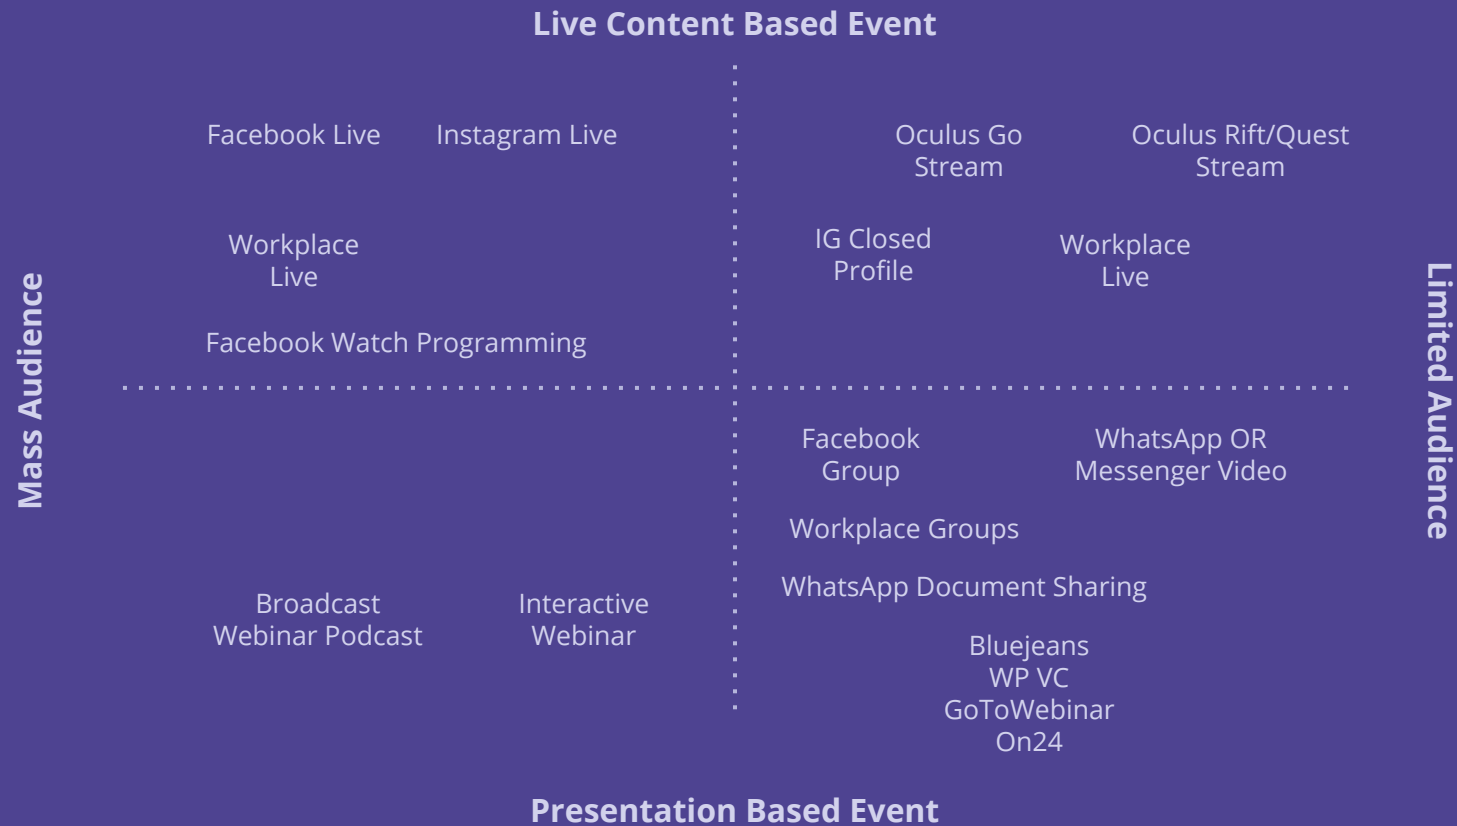 Live Content Based Event
Facebook Live
Instagram Live
Oculus Go
Stream
Oculus Rift/Quest
Stream
Workplace
Live
IG Closed
Profile
Workplace
Live
Facebook Watch Programming
Mass Audience
Limited Audience
Facebook
Group
WhatsApp OR
Messenger Video
Workplace Groups
WhatsApp Document Sharing
Broadcast
Webinar Podcast
Interactive
Webinar
Bluejeans
WP VC
GoToWebinar
On24
Presentation Based Event